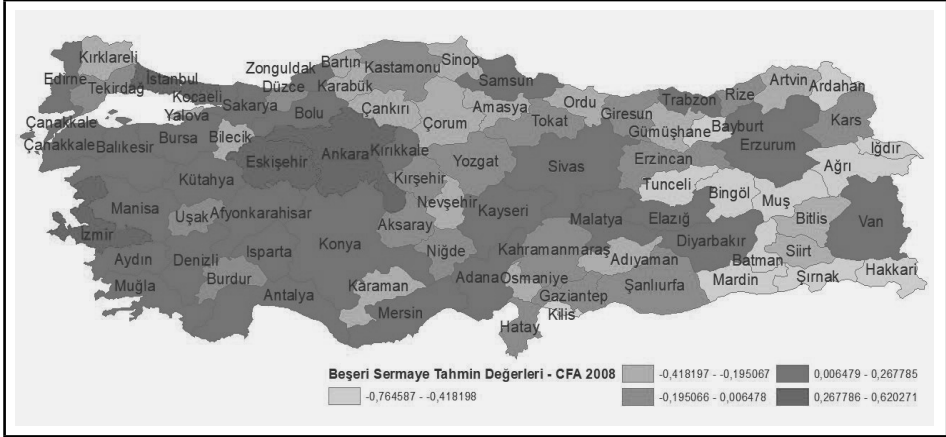 Kırklareli
Edirne
Tekirdağ
İstanbul
Kocaeli
Yalova
Sakarya
Zonguldak
Düzce
Bartın
Karabük
Kastamonu
Sinop
Samsun
Bolu
Çankırı
Çorum
Amasya
Tokat
Ordu
Giresun
Trabzon
Rize
Artvin
Ardahan
Gümüşhane
Bayburt
Kars
Çanakkale
Çanakkale
Balıkesir
Bursa
Bilecik
Eskişehir
Ankara
Kırıkkale
Yozgat
Sivas
Erzincan
Erzurum
Iğdır
Ağrı
Kütahya
Kırşehir
Tunceli
Bingöl
Muş
Manisa
Uşak
Afyonkarahisar
Nevşehir
Kayseri
Malatya
Elazığ
Bitlis
Van
İzmir
Aksaray
Diyarbakır
Aydın
Denizli
Isparta
Konya
Niğde
Kahramanmaraş
Adıyaman
Batman
Siirt
Muğla
Burdur
Antalya
Karaman
Mersin
Adana
Osmaniye
Gaziantep
Şanlıurfa
Mardin
Şırnak
Hakkari
Kilis
Hatay
Beşeri Sermaye Tahmin Değerleri - CFA 2008
-0,764587 - -0,418198
-0,418197 - -0,195067
-0,195066 - 0,006478
0,006479 - 0,267785
0,267786 - 0,620271